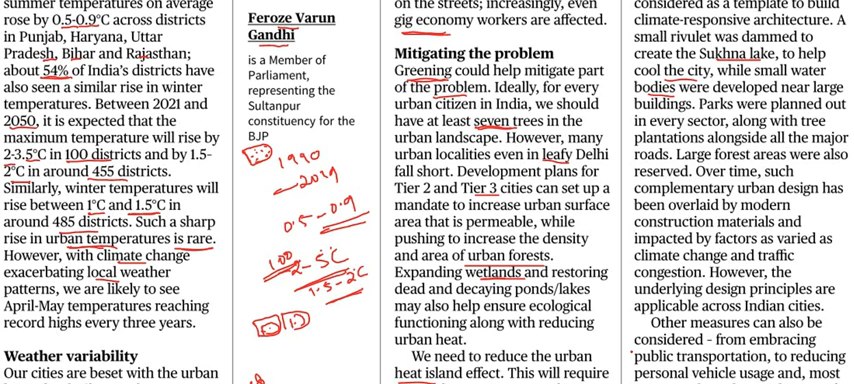 summer temperatures on average
rose by 0.5-0.9°C across districts
in Punjab, Haryana, Uttar
Pradesh, Bihar and Rajasthan;
about 54% of India's districts have
also seen a similar rise in winter
temperatures. Between 2021 and
2050, it is expected that the
maximum temperature will rise by
2-3.5°C in 100 districts and by 1.5-
2°C in around 455 districts.
Similarly, winter temperatures will
rise between 1°C and 1.5°C in
around 485 districts. Such a sharp
rise in urban temperatures is rare.
However, with climate change
exacerbating local weather
patterns, we are likely to see
April-May temperatures reaching
record highs every three years.
Weather variability
Our cities are beset with the urban
Feroze Varun
Gandhi
is a Member of
Parliament,
representing the
Sultanpur
constituency for the
BJP
1990
2019
0.5-0.9
100
2-5°C
1.5-2°C
on the streets; increasingly, even
gig economy workers are affected.
Mitigating the problem
Greening could help mitigate part
of the problem. Ideally, for every
urban citizen in India, we should
have at least seven trees in the
urban landscape. However, many
urban localities even in leafy Delhi
fall short. Development plans for
Tier 2 and Tier 3 cities can set up a
mandate to increase urban surface
area that is permeable, while
pushing to increase the density
and area of urban forests.
Expanding wetlands and restoring
dead and decaying ponds/lakes
may also help ensure ecological
functioning along with reducing
urban heat.
We need to reduce the urban
heat island effect. This will require
considered as a template to build
climate-responsive architecture. A
small rivulet was dammed to
create the Sukhna lake, to help
cool the city, while small water
bodies were developed near large
buildings. Parks were planned out
in every sector, along with tree
plantations alongside all the major
roads. Large forest areas were also
reserved. Over time, such
complementary urban design has
been overlaid by modern
construction materials and
impacted by factors as varied as
climate change and traffic
congestion. However, the
underlying design principles are
applicable across Indian cities.
Other measures can also be
considered – from embracing
public transportation, to reducing
personal vehicle usage and, most